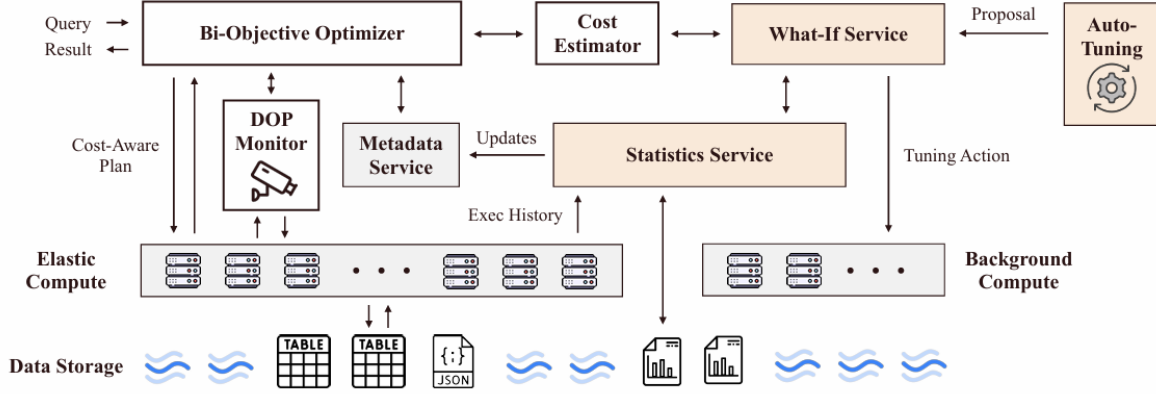 Query
Result
Bi-Objective Optimizer
Cost
Estimator
What-If Service
Proposal
Auto-
Tuning
Cost-Aware
Plan
DOP
Monitor
Metadata
Service
Updates
Statistics Service
Tuning Action
Exec History
Elastic
Compute
Background
Compute
Data Storage
TABLE
TABLE
{;}
JSON